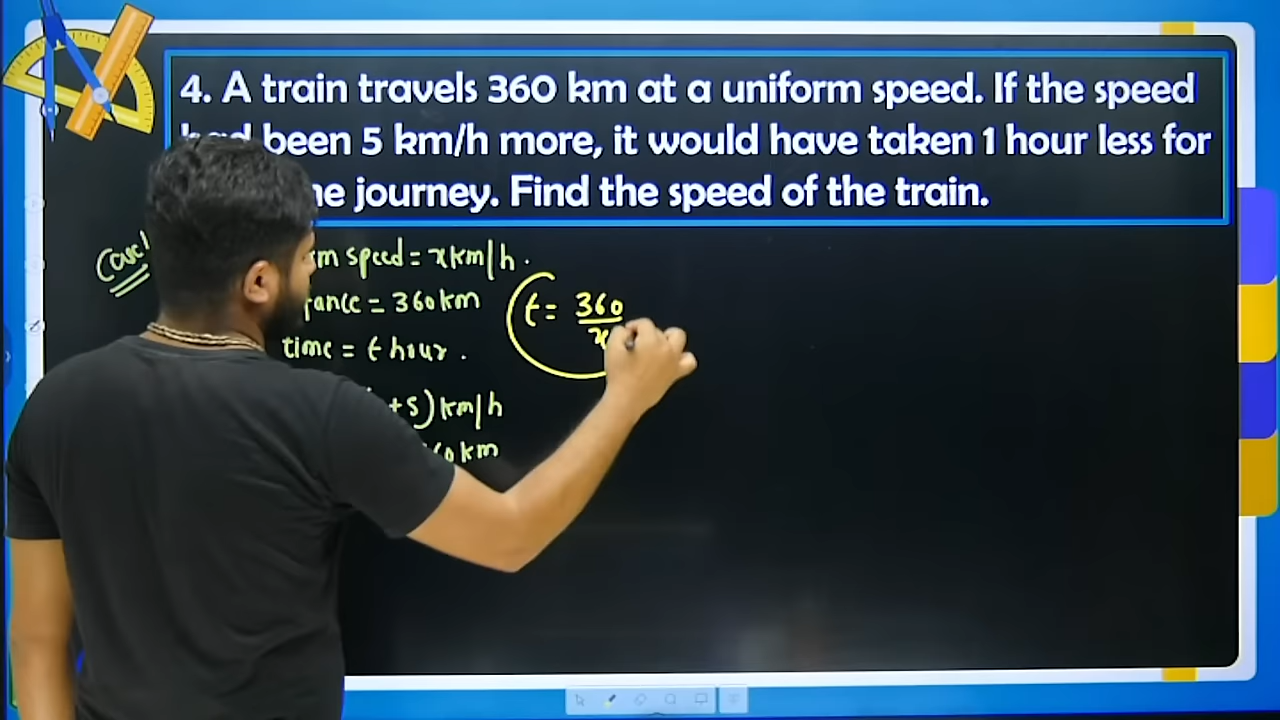 4. A train travels 360 km at a uniform speed. If the speed
had been 5 km/h more, it would have taken 1 hour less for
journey. Find the speed of the train.
speed = x km/h .
= 360 km
time = t hour .
t = 360
x
+5) km/h
km